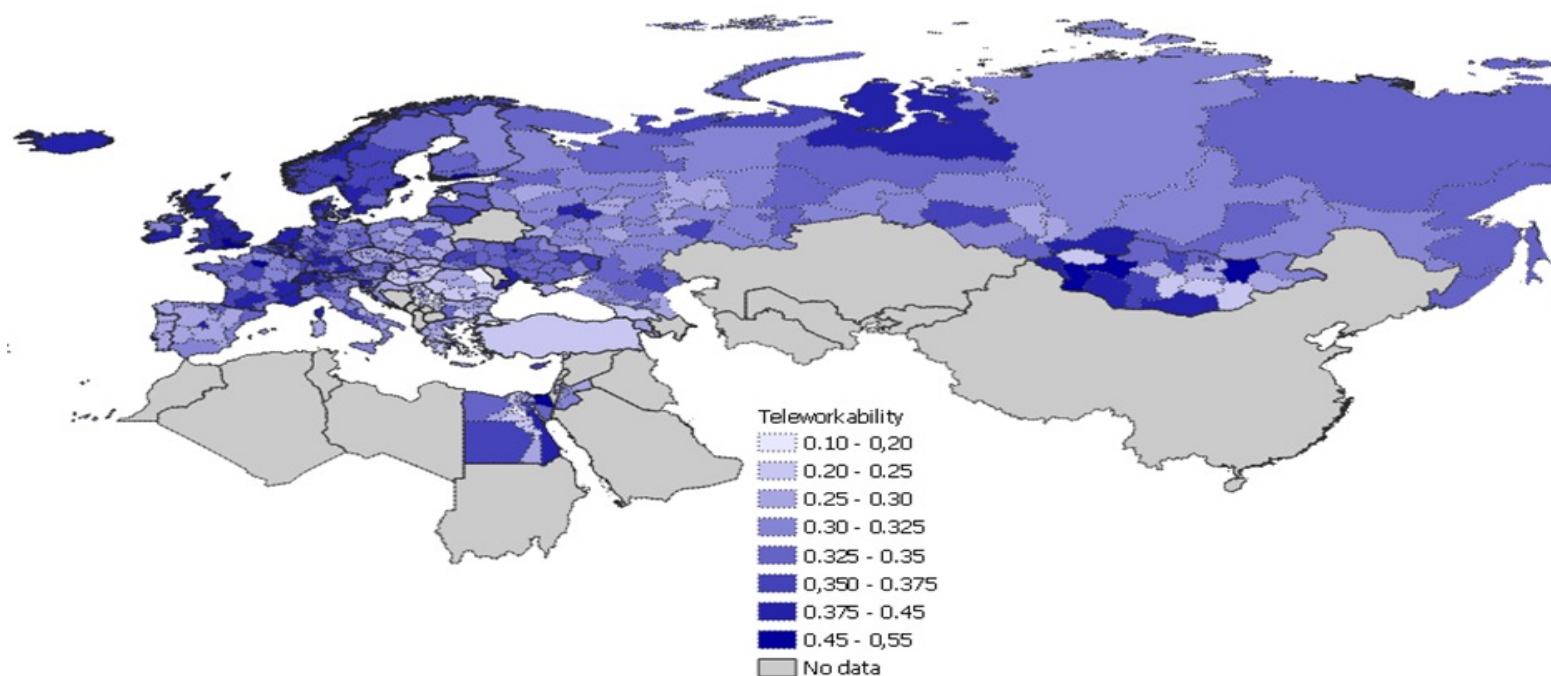 Teleworkability
0.10 - 0,20
0.20 - 0.25
0.25 - 0.30
0.30 - 0.325
0.325 - 0.35
0,350 - 0.375
0.375 - 0.45
0.45 - 0,55
No data